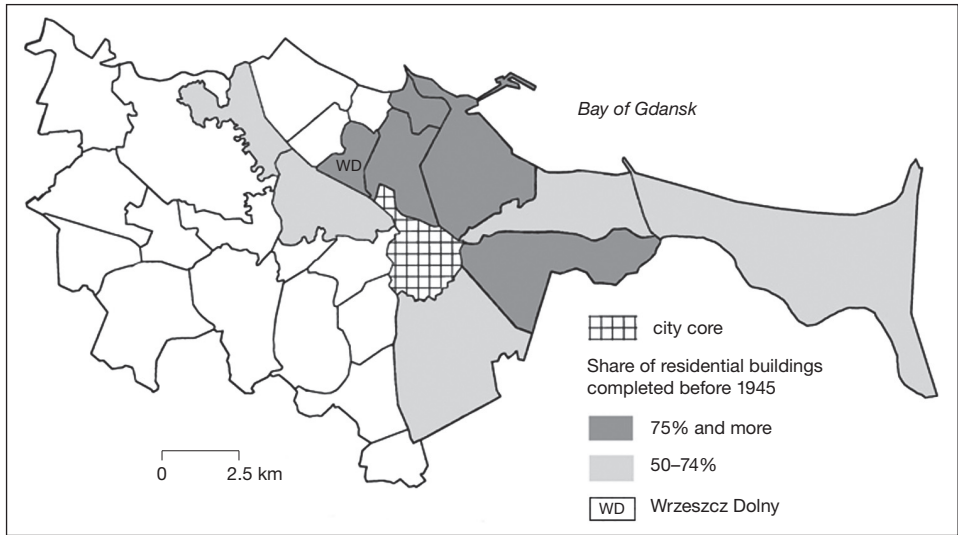 Bay of Gdansk
WD
city core
Share of residential buildings
completed before 1945
75% and more
50–74%
WD Wrzeszcz Dolny
0 2.5 km